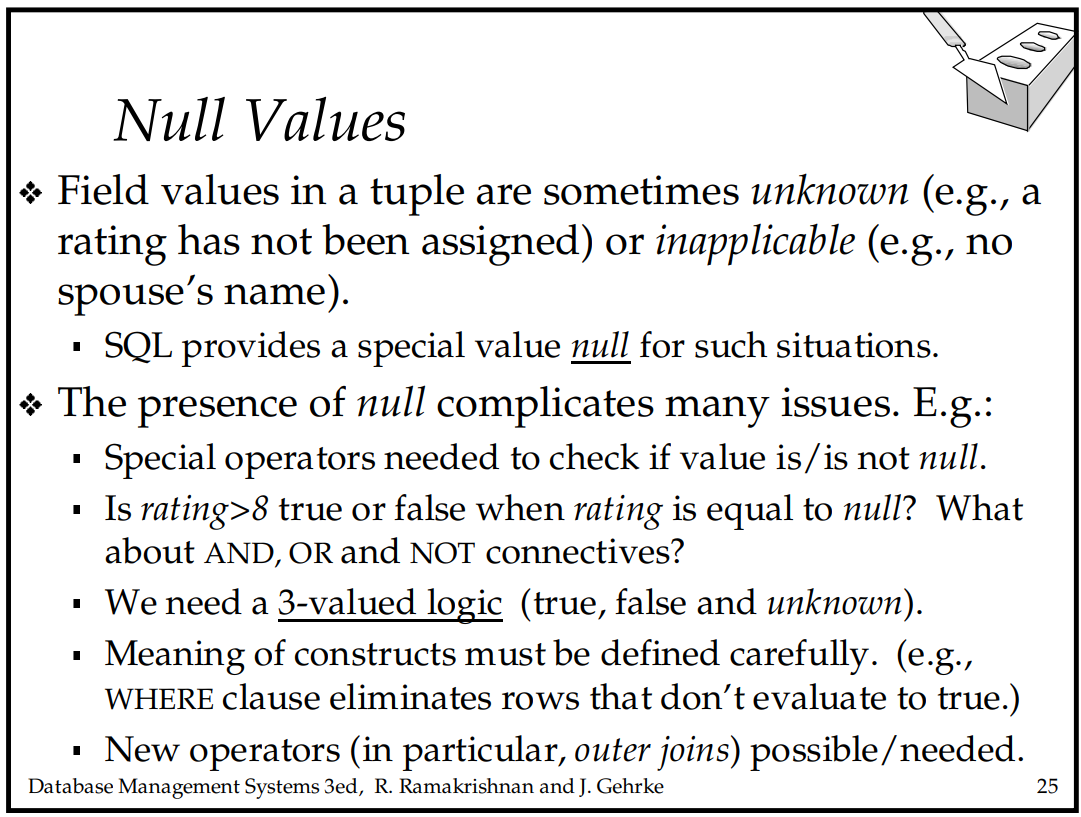 Null Values
❖ Field values in a tuple are sometimes unknown (e.g., a
rating has not been assigned) or inapplicable (e.g., no
spouse’s name).
▪ SQL provides a special value null for such situations.
❖ The presence of null complicates many issues. E.g.:
▪ Special operators needed to check if value is/is not null.
▪ Is rating>8 true or false when rating is equal to null? What
about AND, OR and NOT connectives?
▪ We need a 3-valued logic (true, false and unknown).
▪ Meaning of constructs must be defined carefully. (e.g.,
WHERE clause eliminates rows that don’t evaluate to true.)
▪ New operators (in particular, outer joins) possible/needed.
Database Management Systems 3ed, R. Ramakrishnan and J. Gehrke 25